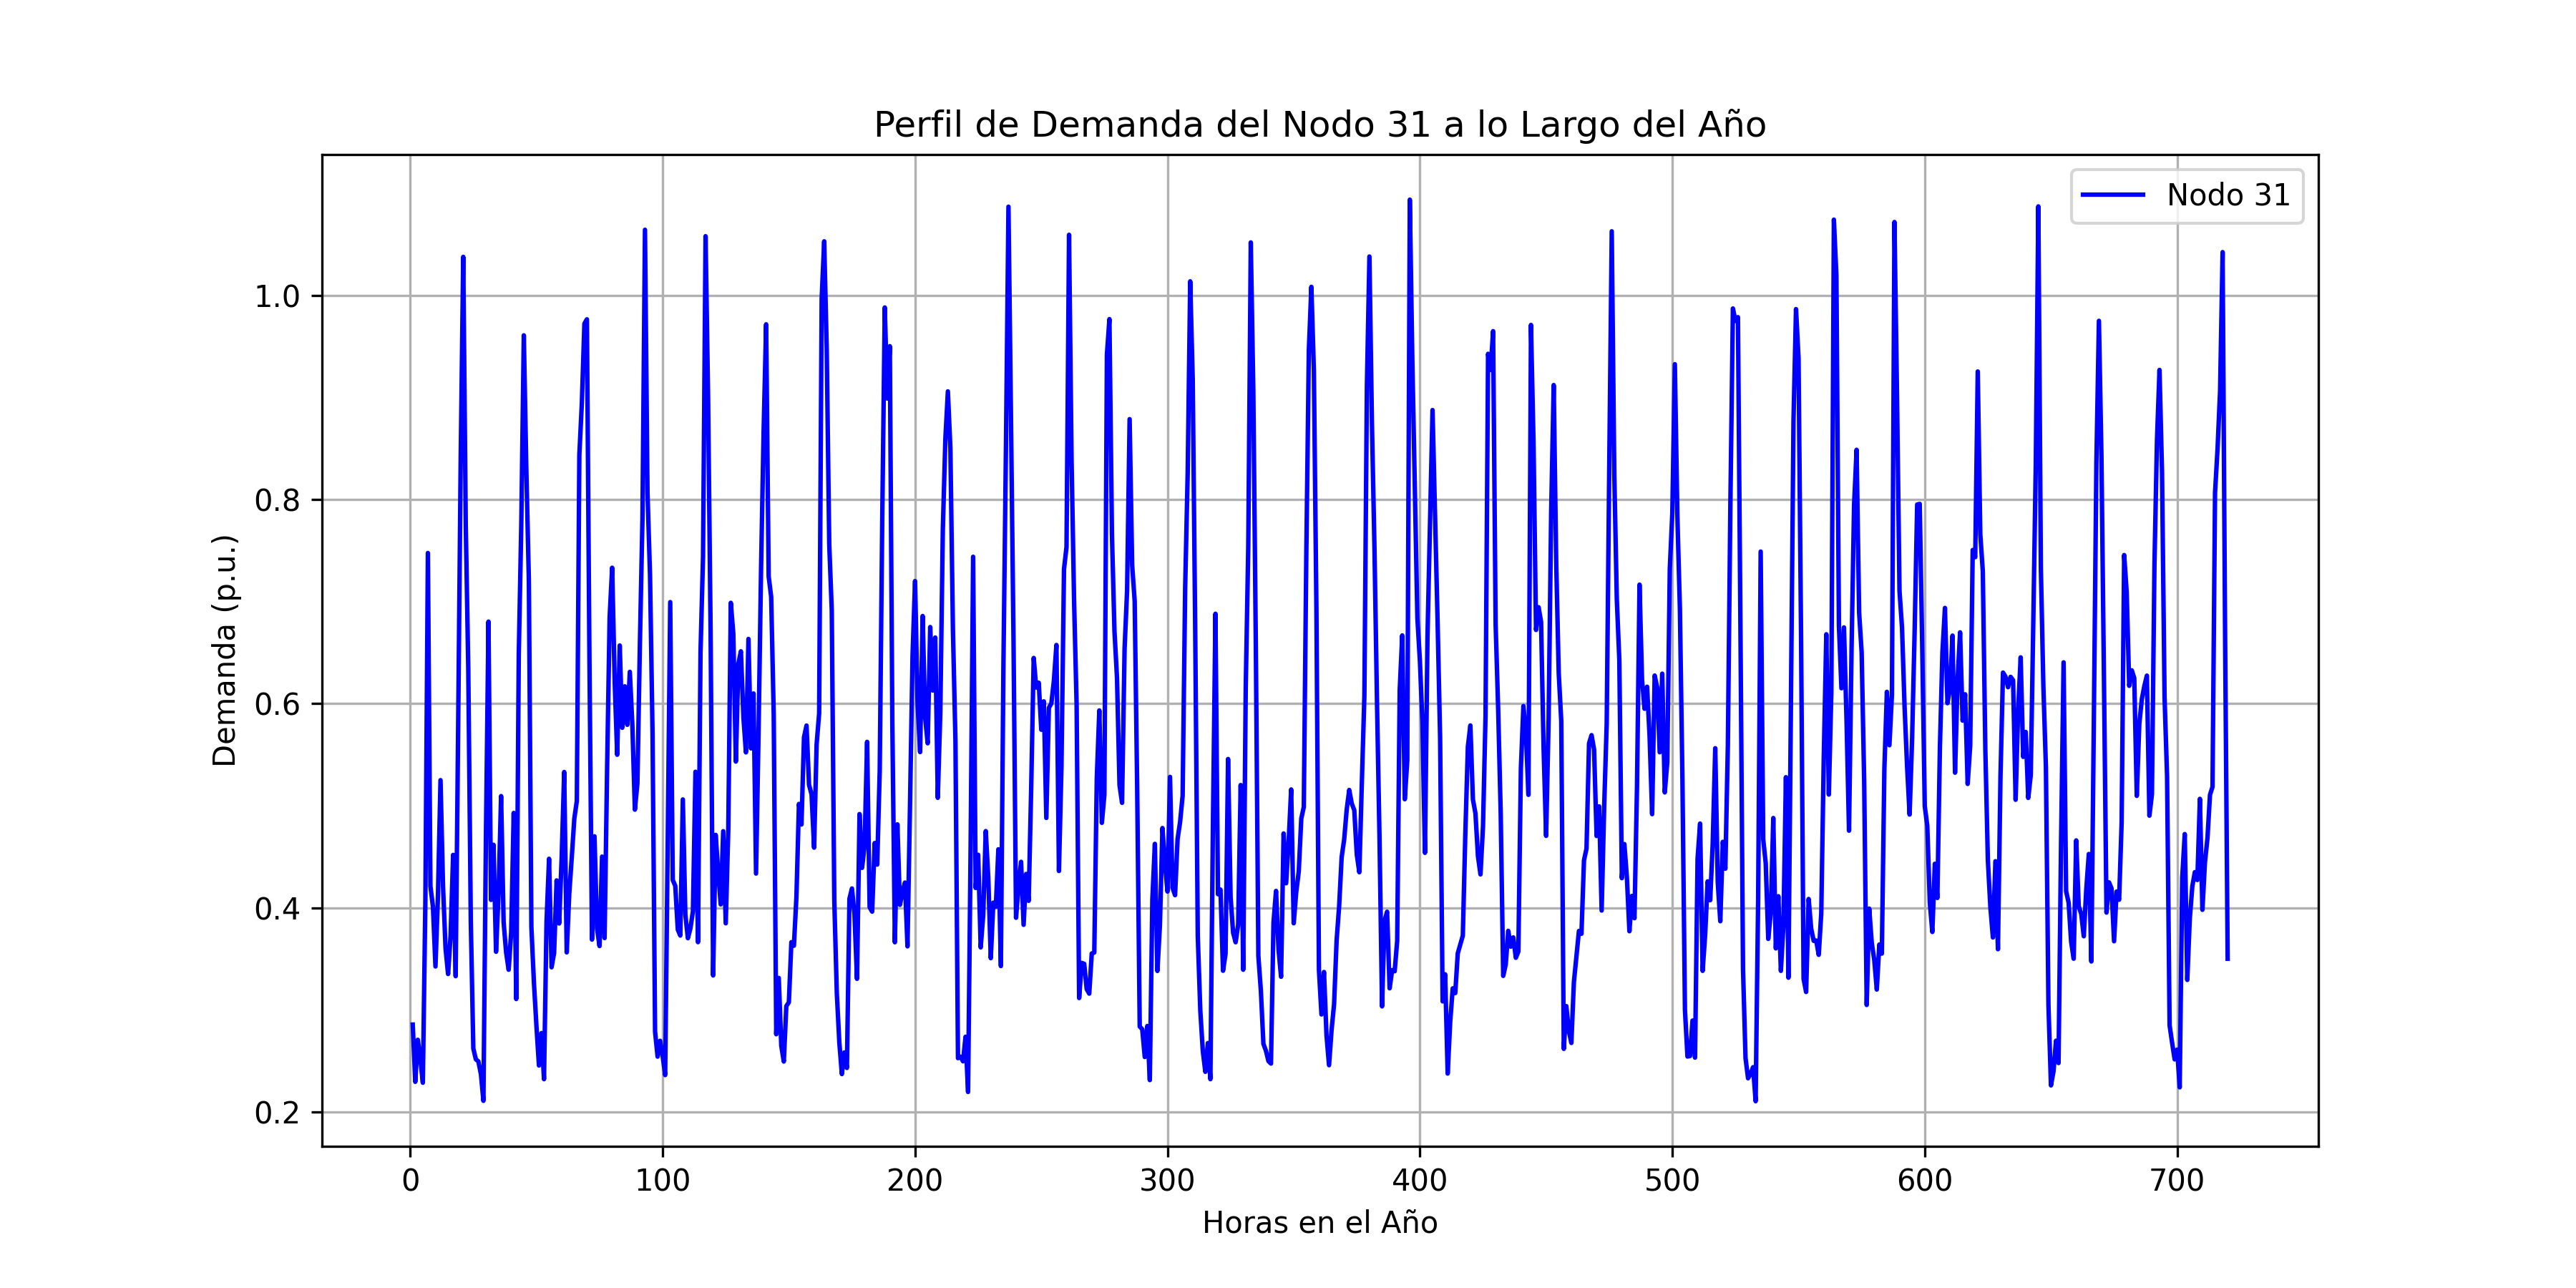 Perfil de Demanda del Nodo 31 a lo Largo del Año
Nodo 31
Demanda (p.u.)
1.0
0.8
0.6
0.4
0.2
0 100 200 300 400 500 600 700
Horas en el Año